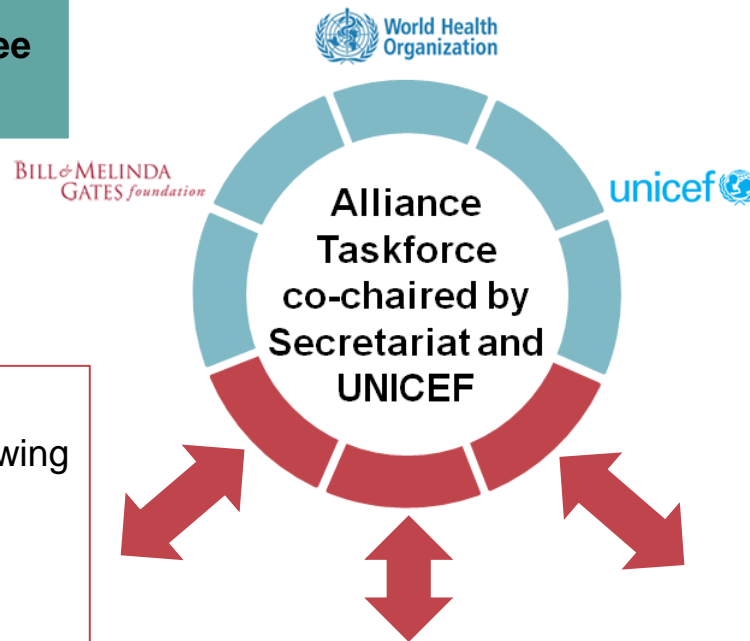 ee
World Health
Organization
BILL & MELINDA
GATES foundation
unicef
Alliance
Taskforce
co-chaired by
Secretariat and
UNICEF
wing